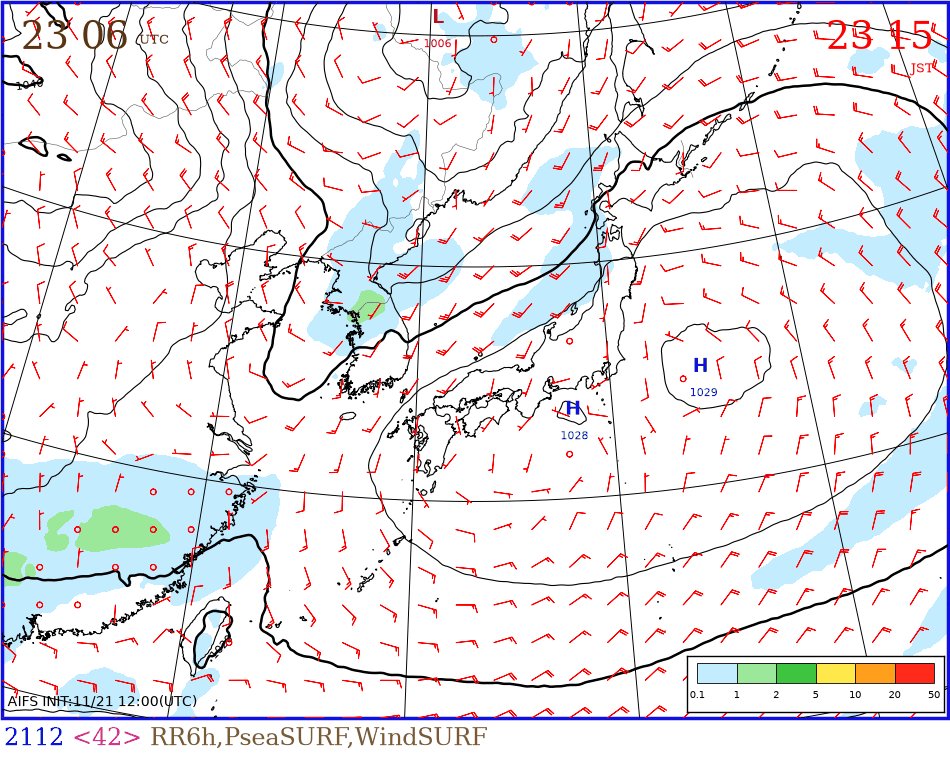 23 06 UTC
L
1006
23 15
JST
1040
H
1029
H
1028
0.1 1 2 5 10 20 50
AIFS INIT:11/21 12:00(UTC)
2112 <42> RR6h,PseaSURF,WindSURF